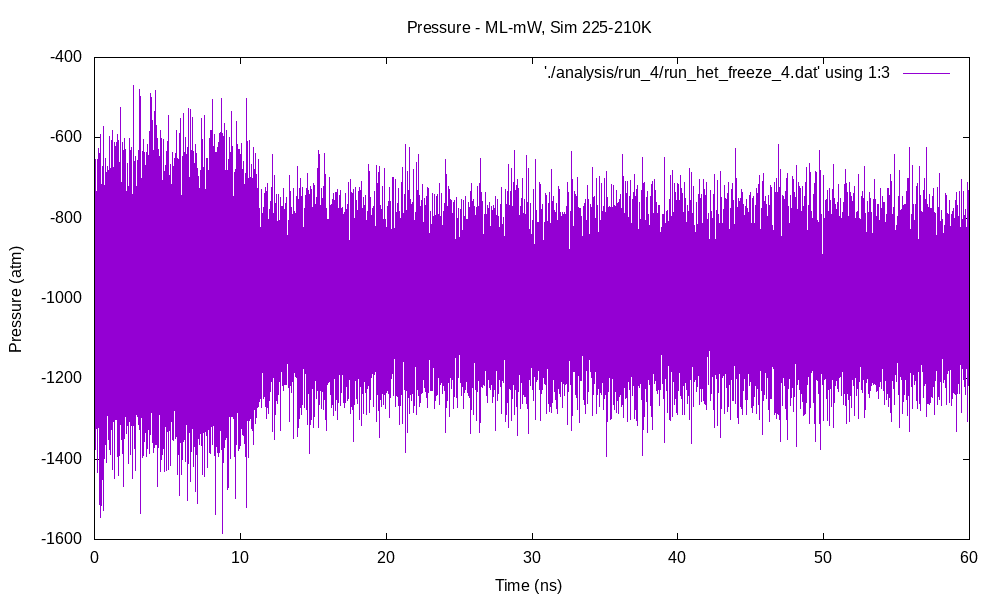 Pressure - ML-mW, Sim 225-210K
'./analysis/run_4/run_het_freeze_4.dat' using 1:3
-400
-600
-800
-1000
-1200
-1400
-1600
Pressure (atm)
0 10 20 30 40 50 60
Time (ns)